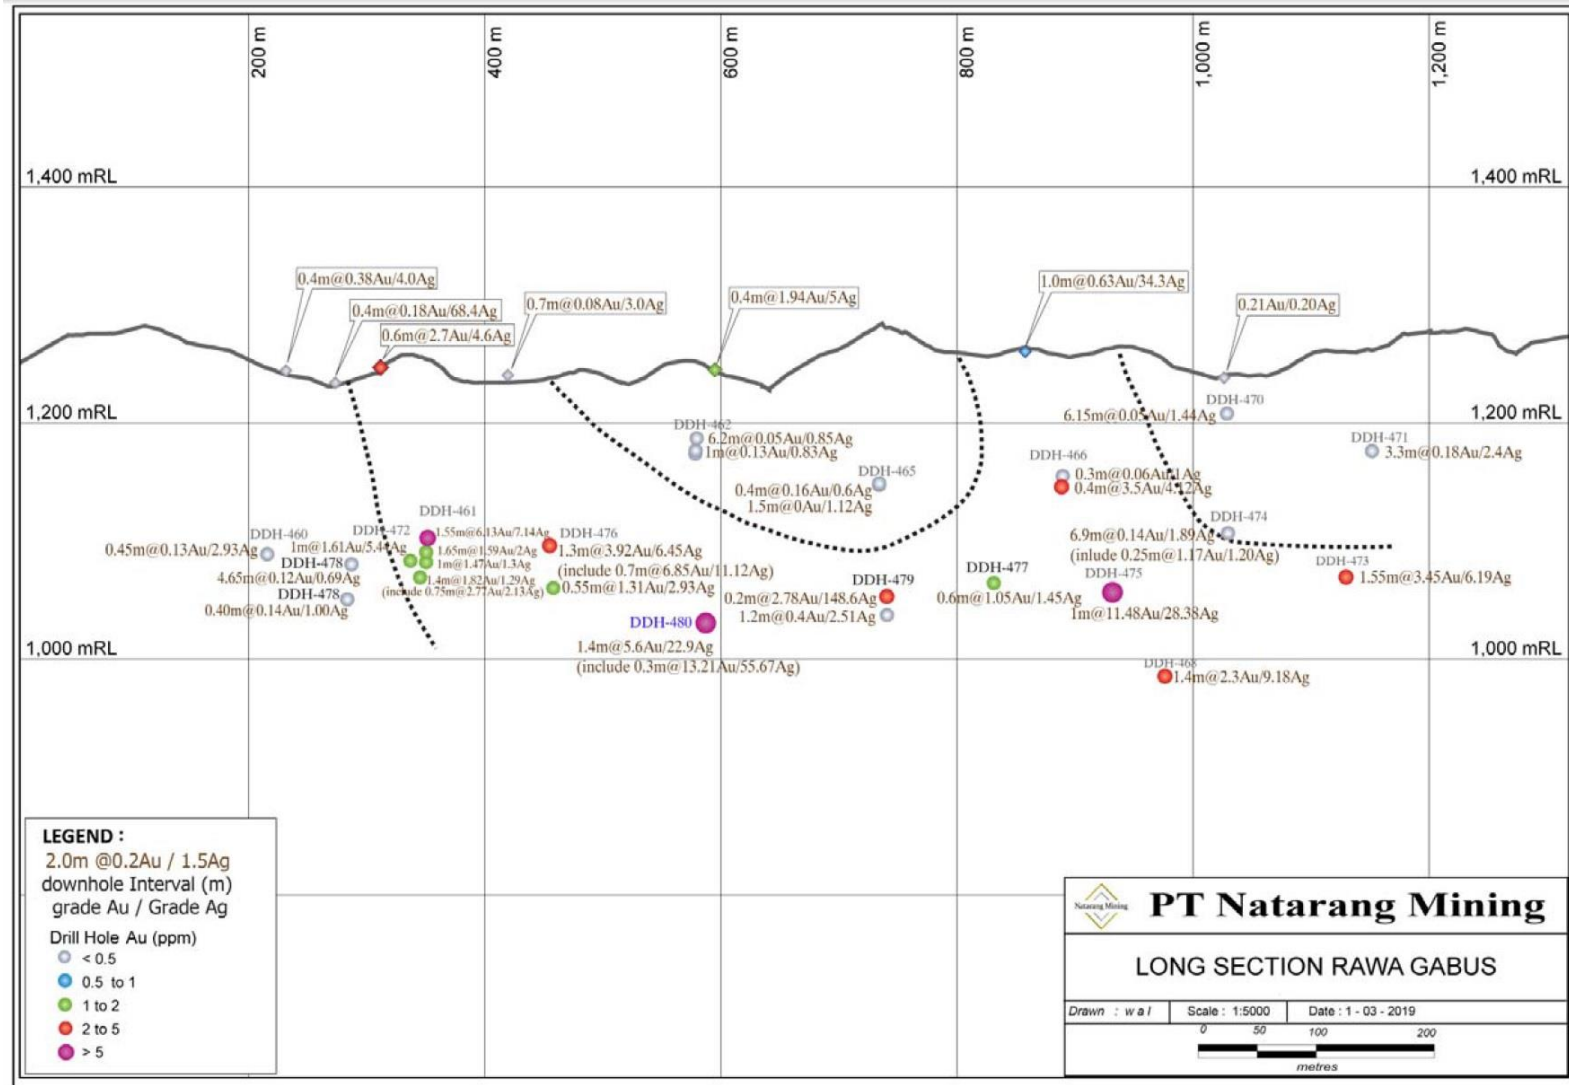 200 m
400 m
600 m
800 m
1,000 m
1,200 m
1,400 mRL
1,400 mRL
0.4m@0.38Au/4.0Ag
0.4m@0.18Au/68.4Ag
0.6m@2.7Au/4.6Ag
0.7m@0.08Au/3.0Ag
0.4m@1.94Au/5Ag
1.0m@0.63Au/34.3Ag
0.21Au/0.20Ag
1,200 mRL
1,200 mRL
DDH-470
6.15m@0.05Au/1.44Ag
DDH-462
6.2m@0.05Au/0.85Ag
1m@0.13Au/0.83Ag
DDH-471
3.3m@0.18Au/2.4Ag
DDH-465
0.4m@0.16Au/0.6Ag
1.5m@0Au/1.12Ag
DDH-466
0.3m@0.06Au/1Ag
0.4m@3.5Au/4.12Ag
DDH-474
6.9m@0.14Au/1.89Ag
(inlude 0.25m@1.17Au/1.20Ag)
DDH-460
0.45m@0.13Au/2.93Ag
DDH-472
1m@1.61Au/5.44Ag
DDH-478
4.65m@0.12Au/0.69Ag
DDH-478
0.40m@0.14Au/1.00Ag
DDH-461
1.55m@6.13Au/7.14Ag
1.65m@1.59Au/2Ag
1m@1.47Au/1.3Ag
1.4m@1.82Au/1.29Ag
(include 0.75m@2.77Au/2.13Ag)
DDH-476
1.3m@3.92Au/6.45Ag
(include 0.7m@6.85Au/11.12Ag)
0.55m@1.31Au/2.93Ag
DDH-479
0.2m@2.78Au/148.6Ag
1.2m@0.4Au/2.51Ag
DDH-477
0.6m@1.05Au/1.45Ag
DDH-475
1m@11.48Au/28.38Ag
DDH-473
1.55m@3.45Au/6.19Ag
DDH-480
1.4m@5.6Au/22.9Ag
(include 0.3m@13.21Au/55.67Ag)
1,000 mRL
1,000 mRL
DDH-468
1.4m@2.3Au/9.18Ag
LEGEND :
2.0m @0.2Au / 1.5Ag
downhole Interval (m)
grade Au / Grade Ag
Drill Hole Au (ppm)
< 0.5
0.5 to 1
1 to 2
2 to 5
> 5
Natarang Mining
PT Natarang Mining
LONG SECTION RAWA GABUS
Drawn : w a l
Scale : 1:5000
Date : 1 - 03 - 2019
0 50 100 200
metres